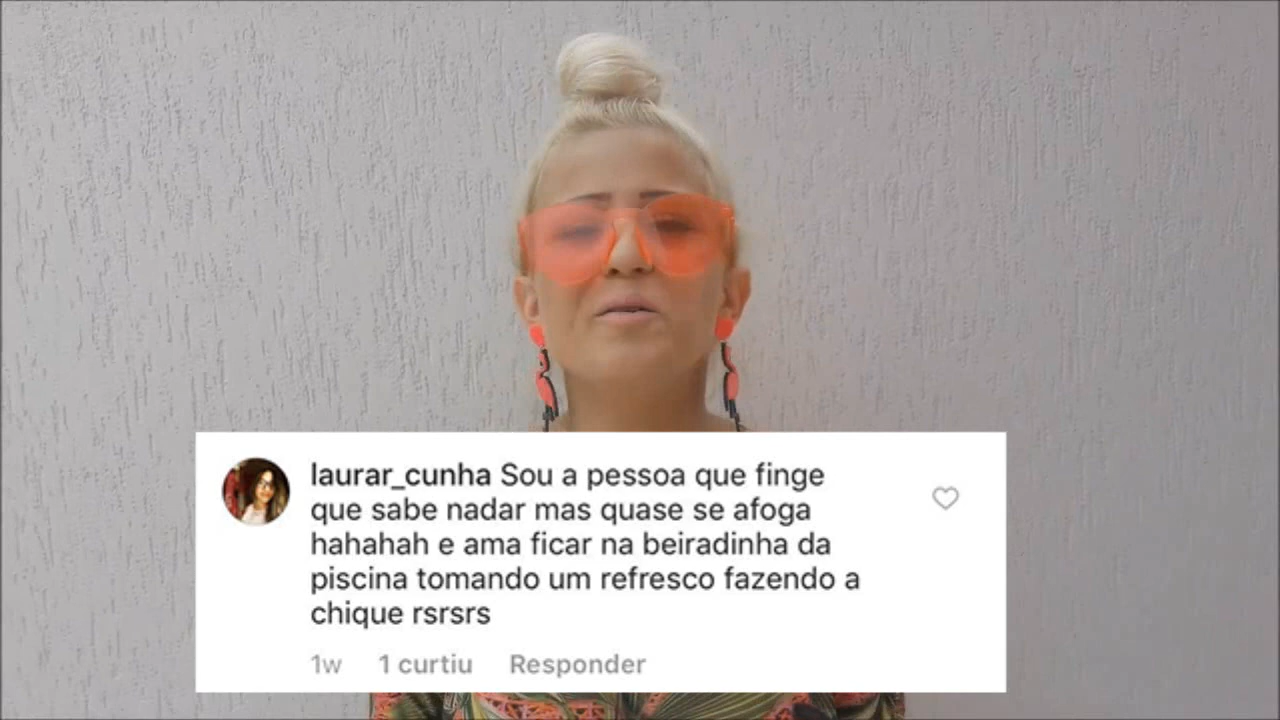 laurar_cunha Sou a pessoa que finge
que sabe nadar mas quase se afoga
hahahah e ama ficar na beiradinha da
piscina tomando um refresco fazendo a
chique rsrsrs
1w 1 curtiu Responder